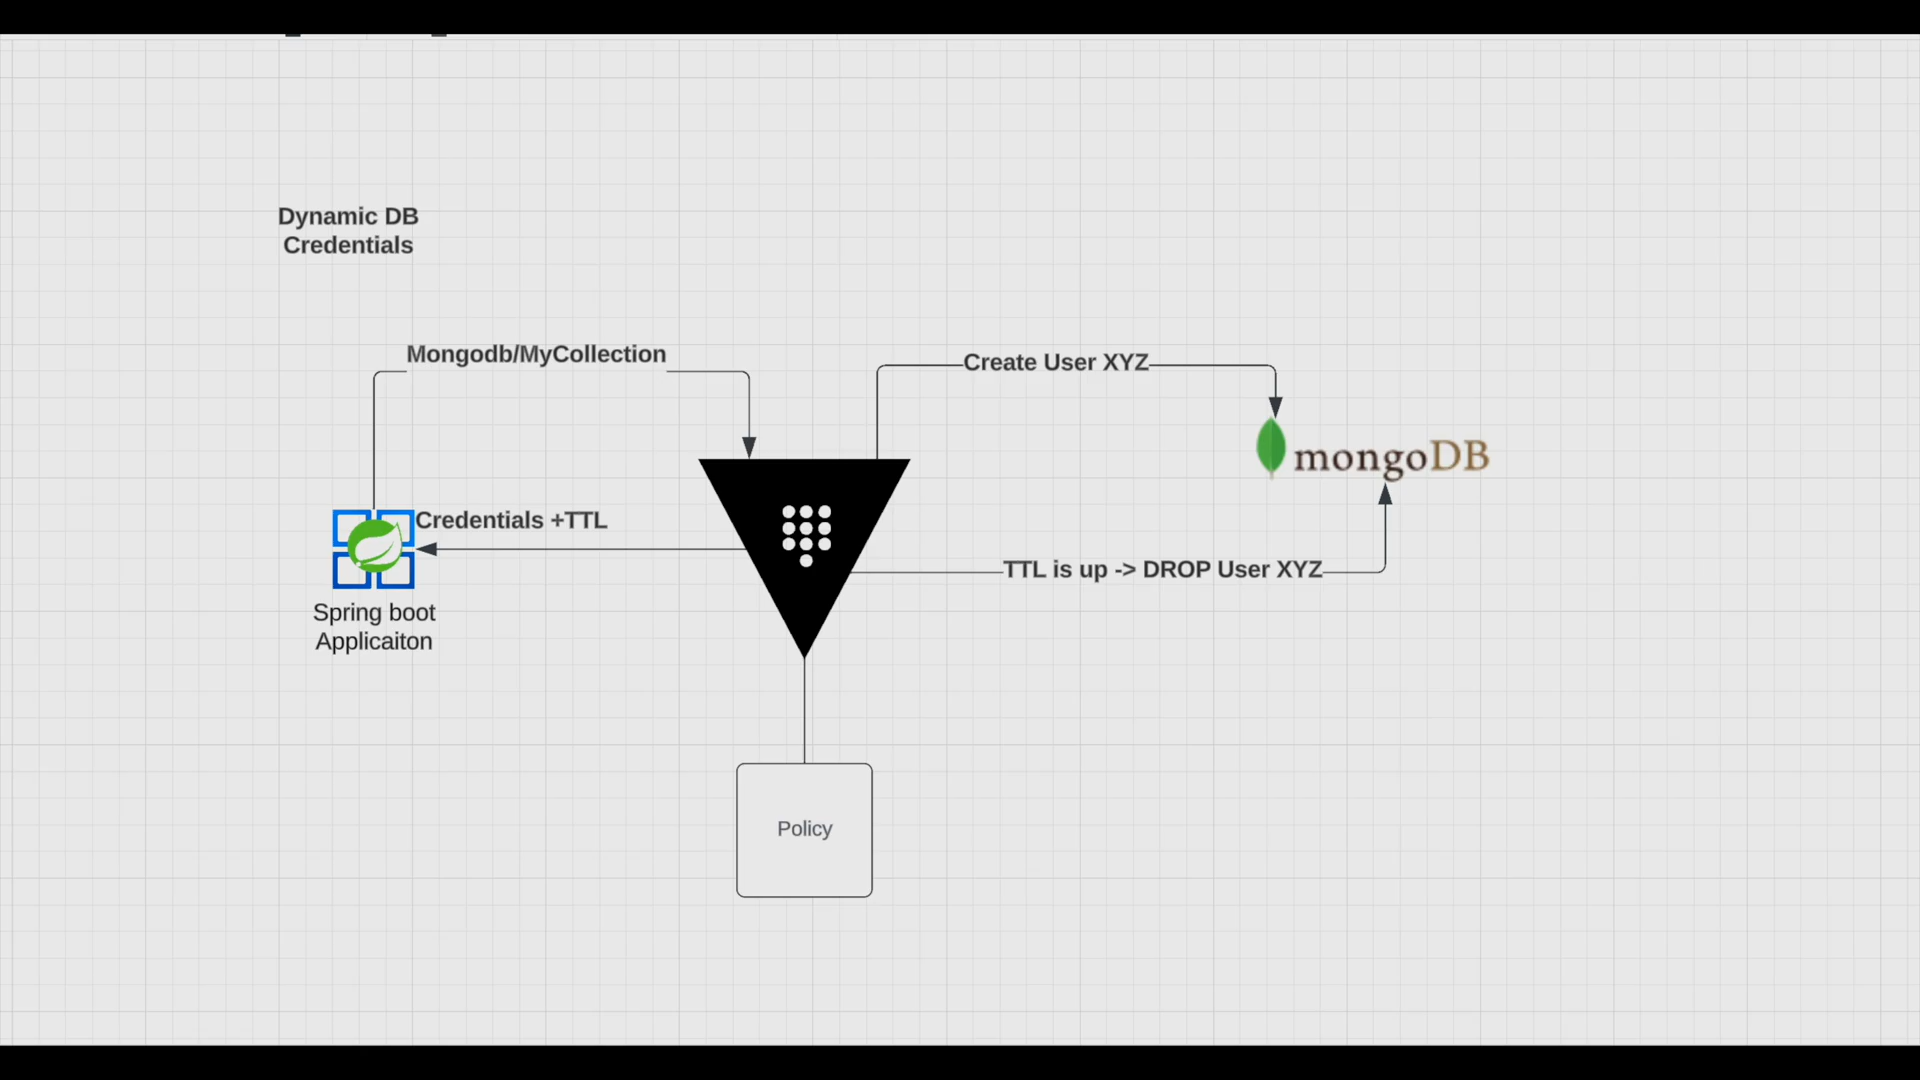 Dynamic DB
Credentials
Mongodb/MyCollection
Create User XYZ
mongoDB
Credentials +TTL
TTL is up -> DROP User XYZ
Spring boot
Applicaiton
Policy